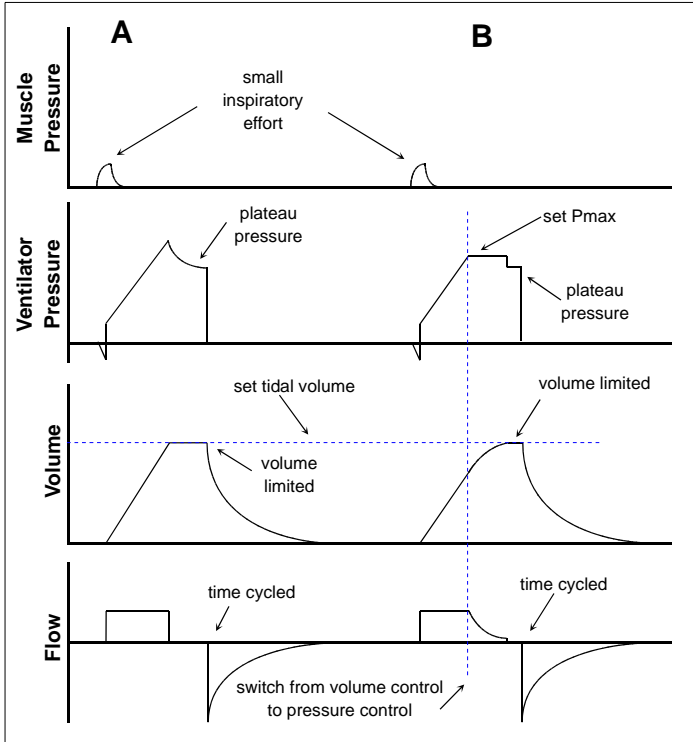 A
B
Muscle
Pressure
small
inspiratory
effort
Ventilator
Pressure
plateau
pressure
set Pmax
plateau
pressure
Volume
set tidal volume
volume limited
volume
limited
Flow
time cycled
time cycled
switch from volume control
to pressure control